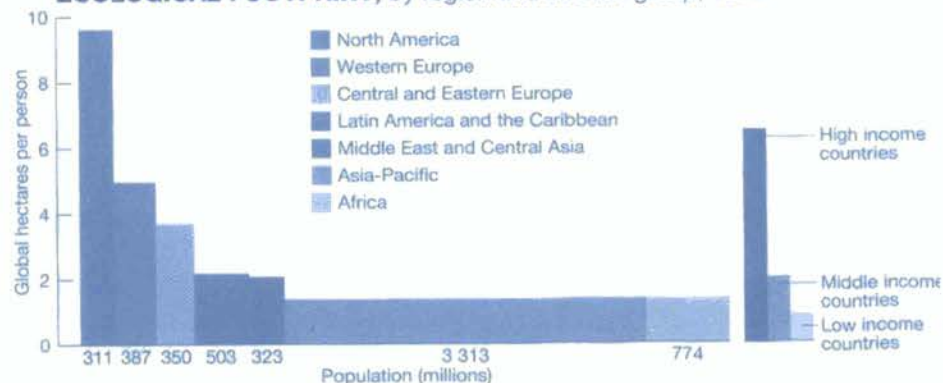 10
8
6
4
2
0
Global hectares per person
North America
Western Europe
Central and Eastern Europe
Latin America and the Caribbean
Middle East and Central Asia
Asia-Pacific
Africa
High income
countries
Middle income
countries
Low income
countries
311 387 350 503 323 3 313 774
Population (millions)